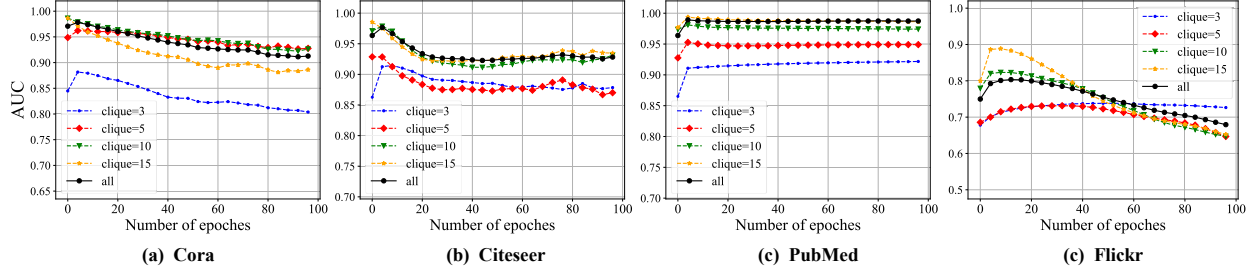 AUC
1.00
0.95
0.90
0.85
0.80
0.75
0.70
0.65
clique=3
clique=5
clique=10
clique=15
all
0 20 40 60 80 100
Number of epoches
(a) Cora
1.00
0.95
0.90
0.85
0.80
0.75
0.70
clique=3
clique=5
clique=10
clique=15
all
0 20 40 60 80 100
Number of epoches
(b) Citeseer
1.00
0.95
0.90
0.85
0.80
0.75
0.70
clique=3
clique=5
clique=10
clique=15
all
0 20 40 60 80 100
Number of epoches
(c) PubMed
1.0
0.9
0.8
0.7
0.6
0.5
clique=3
clique=5
clique=10
clique=15
all
0 20 40 60 80 100
Number of epoches
(c) Flickr